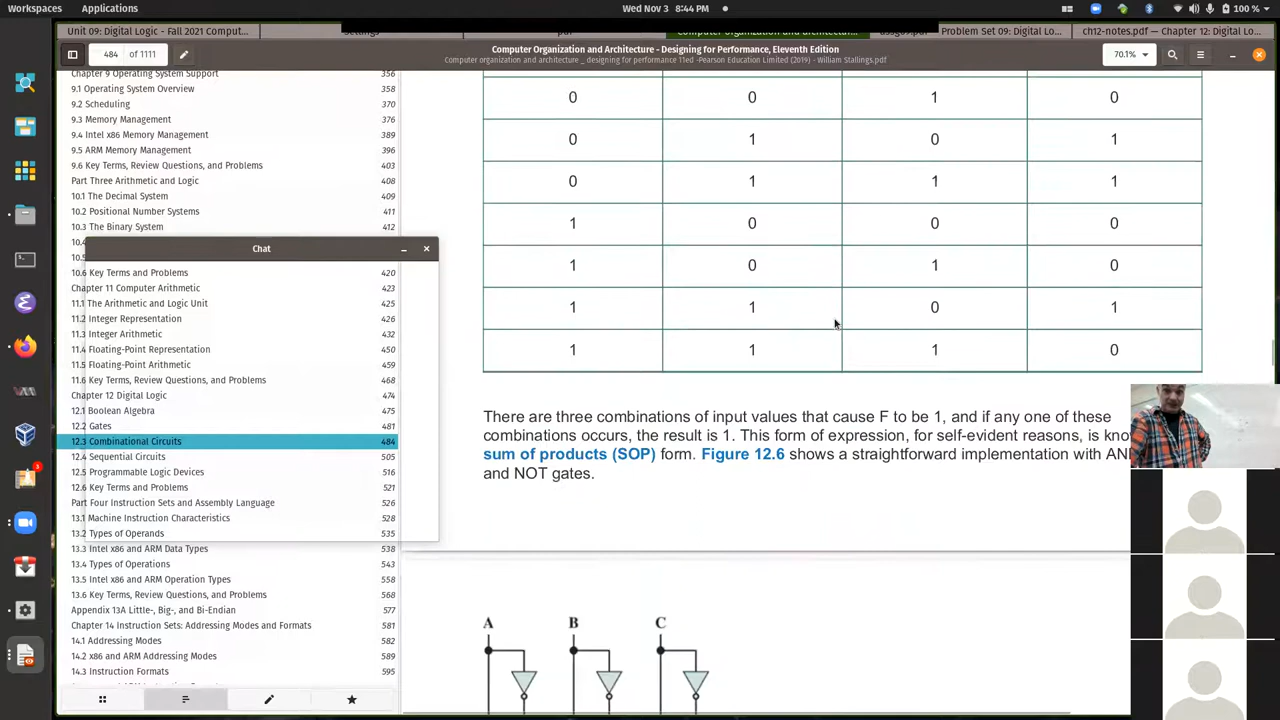 Workspaces Applications Wed Nov 3 8:44 PM 100 %
Unit 09: Digital Logic - Fall 2021 Comput... Problem Set 09: Digital Lo... ch12-notes.pdf — Chapter 12: Digital Lo...
484 of 1111 Computer Organization and Architecture - Designing for Performance, Eleventh Edition 70.1%
Computer organization and architecture _ designing for performance 11ed -Pearson Education Limited (2019) - William Stallings.pdf
Chapter 9 Operating System Support 356
9.1 Operating System Overview 358
9.2 Scheduling 370
9.3 Memory Management 376
9.4 Intel x86 Memory Management 389
9.5 ARM Memory Management 396
9.6 Key Terms, Review Questions, and Problems 403
Part Three Arithmetic and Logic 408
10.1 The Decimal System 409
10.2 Positional Number Systems 411
10.3 The Binary System 412
Chat
10.6 Key Terms and Problems 420
Chapter 11 Computer Arithmetic 423
11.1 The Arithmetic and Logic Unit 425
11.2 Integer Representation 426
11.3 Integer Arithmetic 432
11.4 Floating-Point Representation 450
11.5 Floating-Point Arithmetic 459
11.6 Key Terms, Review Questions, and Problems 468
Chapter 12 Digital Logic 474
12.1 Boolean Algebra 475
12.2 Gates 481
12.3 Combinational Circuits 484
12.4 Sequential Circuits 505
12.5 Programmable Logic Devices 516
12.6 Key Terms and Problems 521
Part Four Instruction Sets and Assembly Language 526
13.1 Machine Instruction Characteristics 528
13.2 Types of Operands 535
13.3 Intel x86 and ARM Data Types 538
13.4 Types of Operations 543
13.5 Intel x86 and ARM Operation Types 558
13.6 Key Terms, Review Questions, and Problems 568
Appendix 13A Little-, Big-, and Bi-Endian 577
Chapter 14 Instruction Sets: Addressing Modes and Formats 581
14.1 Addressing Modes 582
14.2 x86 and ARM Addressing Modes 589
14.3 Instruction Formats 595
0 0 1 0
0 1 0 1
0 1 1 1
1 0 0 0
1 0 1 0
1 1 0 1
1 1 1 0
There are three combinations of input values that cause F to be 1, and if any one of these
combinations occurs, the result is 1. This form of expression, for self-evident reasons, is kno
sum of products (SOP) form. Figure 12.6 shows a straightforward implementation with AN
and NOT gates.
A B C
3